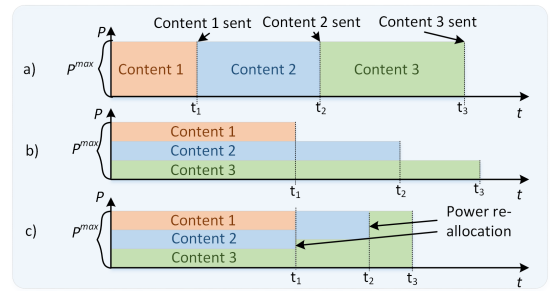 Content 1 sent Content 2 sent Content 3 sent
P
a)
P^max
Content 1 Content 2 Content 3
t₁ t₂ t₃ t
P
b)
P^max
Content 1
Content 2
Content 3
t₁ t₂ t₃ t
P
c)
P^max
Content 1
Content 2
Content 3
Power re-
allocation
t₁ t₂ t₃ t